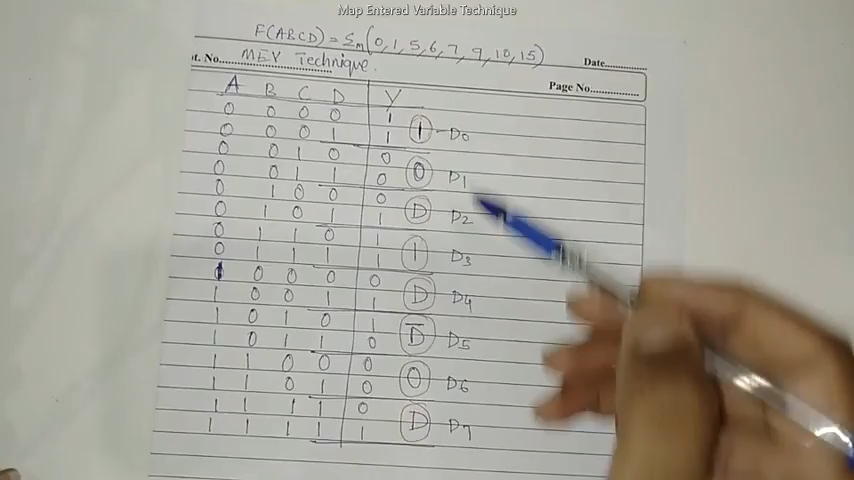 Map Entered Variable Technique
F(ABCD) = Σm(0, 1, 5, 6, 7, 9, 10, 15)
t. No. MEV Technique. Date
Page No.
A B C D Y
0 0 0 0 1
0 0 0 1 1 1 - D0
0 0 1 0 0
0 0 1 1 0 0 D1
0 1 0 0 0
0 1 0 1 1 D D2
0 1 1 0 1
0 1 1 1 1 1 D3
1 0 0 0 0
1 0 0 1 1 D D4
1 0 1 0 1
1 0 1 1 0 D̅ D5
1 1 0 0 0
1 1 0 1 0 0 D6
1 1 1 1 0
1 1 1 1 1 D D7